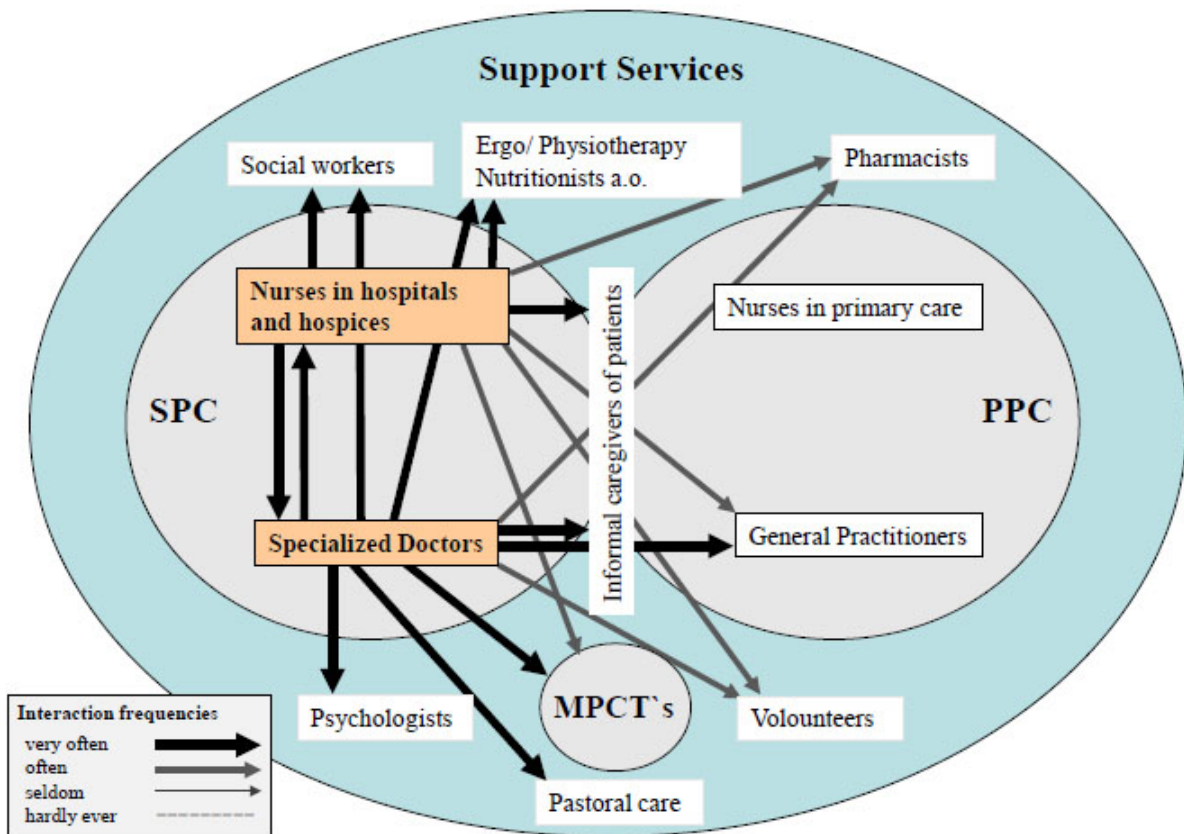 Support Services
Social workers
Ergo/ Physiotherapy
Nutritionists a.o.
Pharmacists
Nurses in hospitals
and hospices
Nurses in primary care
Informal caregivers of patients
SPC
PPC
Specialized Doctors
General Practitioners
Psychologists
MPCT`s
Volounteers
Pastoral care
Interaction frequencies
very often
often
seldom
hardly ever